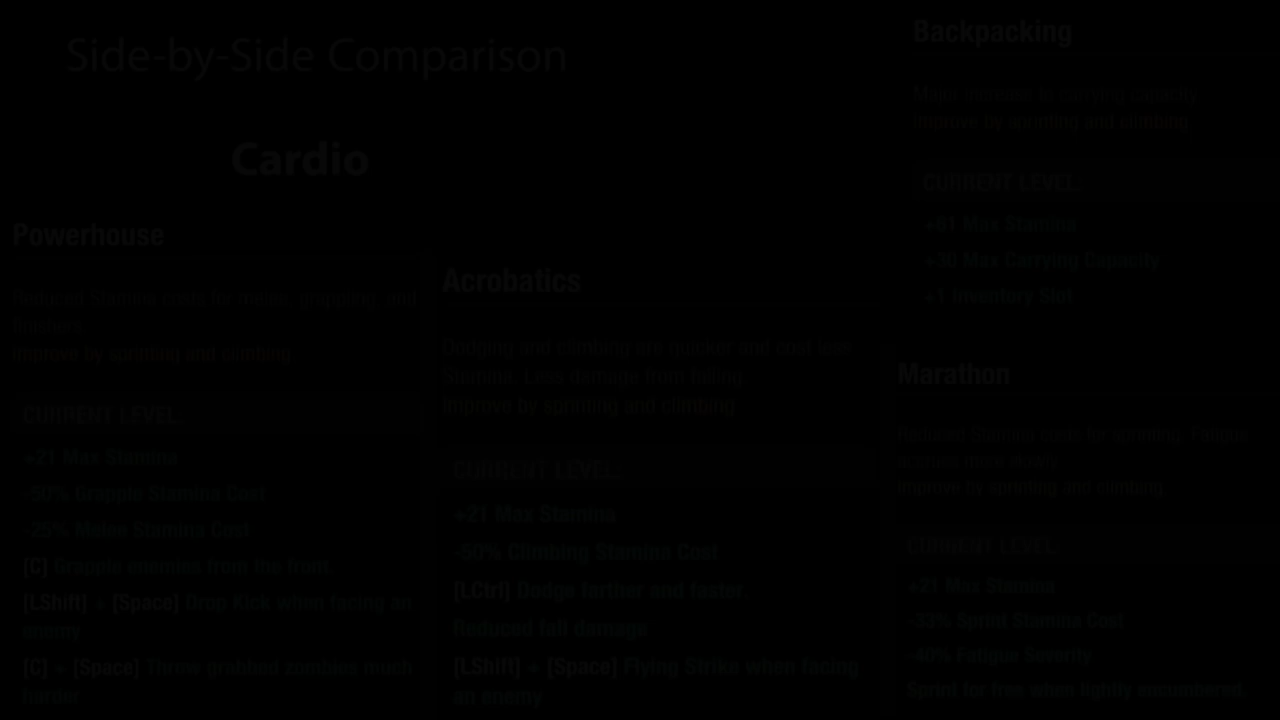 Side-by-Side Comparison
Cardio
Powerhouse
Reduced Stamina costs for melee, grappling, and
finishers.
Improve by sprinting and climbing.
CURRENT LEVEL:
+21 Max Stamina
-50% Grapple Stamina Cost
-25% Melee Stamina Cost
[C] Grapple enemies from the front.
[LShift] + [Space] Drop Kick when facing an
enemy
[C] + [Space] Throw grabbed zombies much
harder
Acrobatics
Dodging and climbing are quicker and cost less
Stamina. Less damage from falling.
Improve by sprinting and climbing.
CURRENT LEVEL:
+21 Max Stamina
-50% Climbing Stamina Cost
[LCtrl] Dodge farther and faster.
Reduced fall damage
[LShift] + [Space] Flying Strike when facing
an enemy.
Backpacking
Major increase to carrying capacity.
Improve by sprinting and climbing.
CURRENT LEVEL:
+61 Max Stamina
+30 Max Carrying Capacity
+1 Inventory Slot
Marathon
Reduced Stamina costs for sprinting. Fatigue
more slowly.
Improve by sprinting and climbing.
CURRENT LEVEL:
+21 Max Stamina
-33% Sprint Stamina Cost
-40% Fatigue Severity
Sprint for free when lightly encumbered.